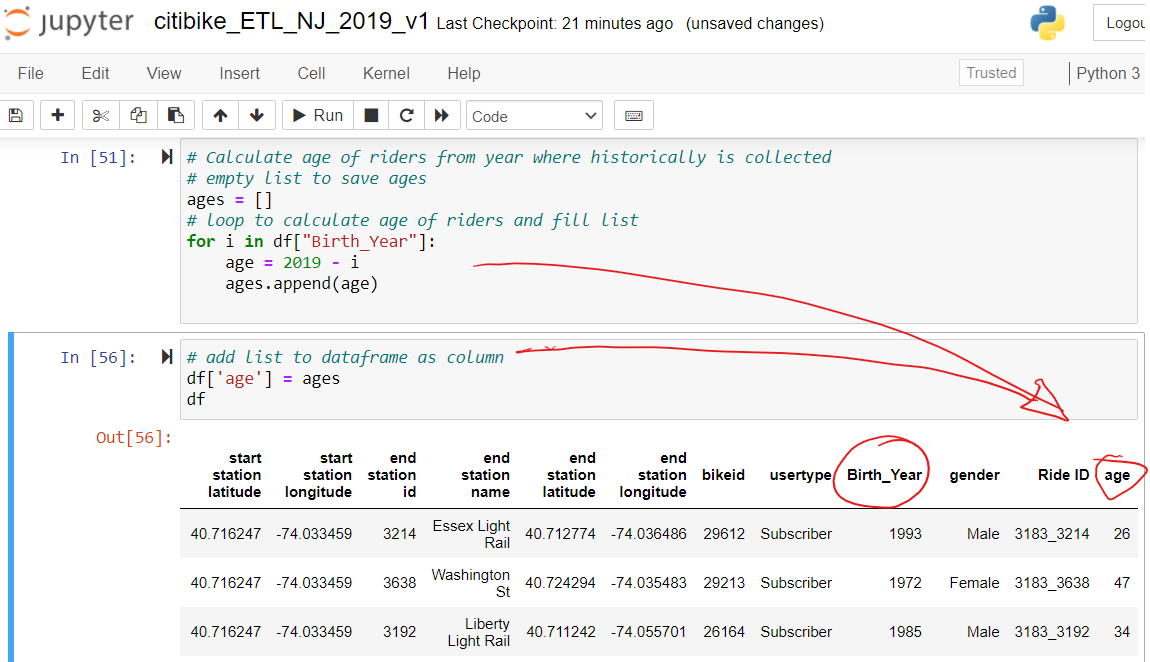 jupyter citibike_ETL_NJ_2019_v1 Last Checkpoint: 21 minutes ago (unsaved changes)
Logou
File Edit View Insert Cell Kernel Help Trusted Python 3
Run Code
In [51]: # Calculate age of riders from year where historically is collected
# empty list to save ages
ages = []
# loop to calculate age of riders and fill list
for i in df["Birth_Year"]:
    age = 2019 - i
    ages.append(age)
In [56]: # add list to dataframe as column
df['age'] = ages
df
Out[56]:
start station latitude start station longitude end station id end station name end station latitude end station longitude bikeid usertype Birth_Year gender Ride ID age
40.716247 -74.033459 3214 Essex Light Rail 40.712774 -74.036486 29612 Subscriber 1993 Male 3183_3214 26
40.716247 -74.033459 3638 Washington St 40.724294 -74.035483 29213 Subscriber 1972 Female 3183_3638 47
40.716247 -74.033459 3192 Liberty Light Rail 40.711242 -74.055701 26164 Subscriber 1985 Male 3183_3192 34